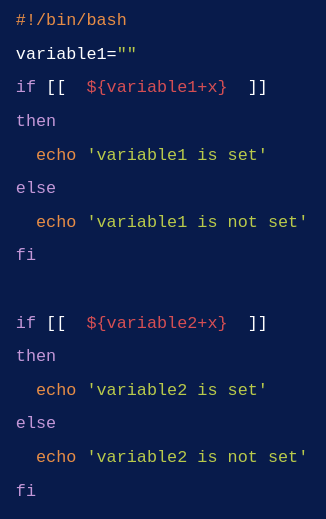 #!/bin/bash
variable1=""
if [[  ${variable1+x}  ]]
then
  echo 'variable1 is set'
else
  echo 'variable1 is not set'
fi

if [[  ${variable2+x}  ]]
then
  echo 'variable2 is set'
else
  echo 'variable2 is not set'
fi